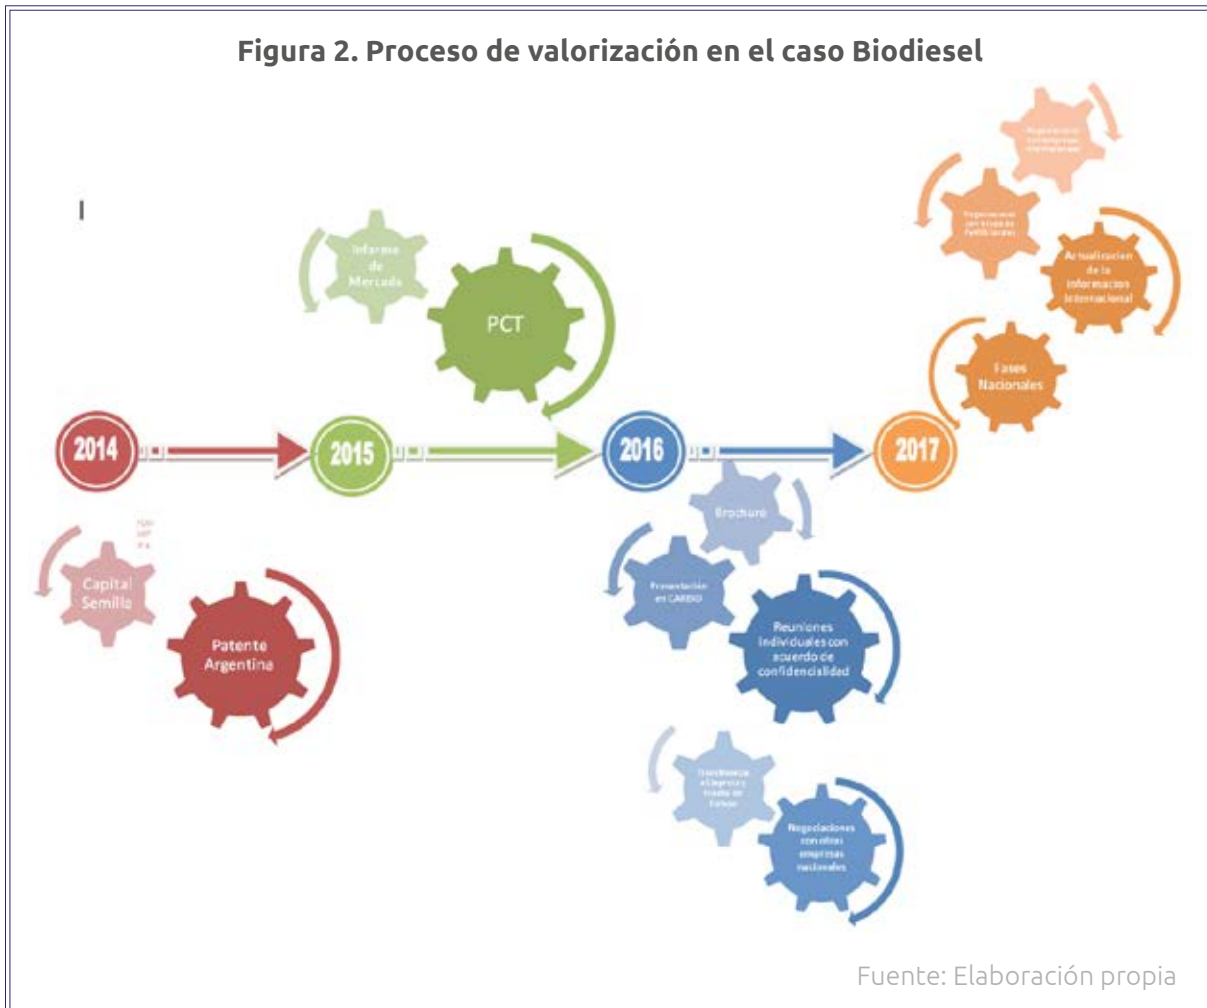 Figura 2. Proceso de valorización en el caso Biodiesel
I
Informe
de
Mercado
PCT
Actualizacion
de la
informacion
Internacional
Fases
Nacionales
2014
2015
2016
2017
Capital
Semilla
Patente
Argentina
Brochure
Presentación
en CARBIO
Reuniones
individuales con
acuerdo de
confidencialidad
Negociaciones
con otras
empresas
nacionales
Fuente: Elaboración propia